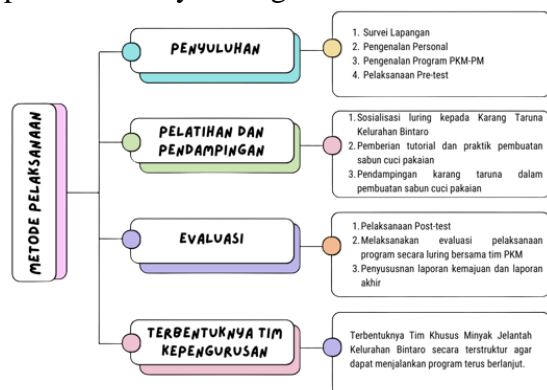 METODE PELAKSANAAN
PENYULUHAN
1. Survei Lapangan
2. Pengenalan Personal
3. Pengenalan Program PKM-PM
4. Pelaksanaan Pre-test
PELATIHAN DAN
PENDAMPINGAN
1. Sosialisasi luring kepada Karang Taruna
Kelurahan Bintaro
2. Pemberian tutorial dan praktik pembuatan
sabun cuci pakaian
3. Pendampingan karang taruna dalam
pembuatan sabun cuci pakaian
EVALUASI
1. Pelaksanaan Post-test
2. Melaksanakan evaluasi pelaksanaan
program secara luring bersama tim PKM
3. Penyususnan laporan kemajuan dan laporan
akhir
TERBENTUKNYA TIM
KEPENGURUSAN
Terbentuknya Tim Khusus Minyak Jelantah
Kelurahan Bintaro secara terstruktur agar
dapat menjalankan program terus berlanjut.